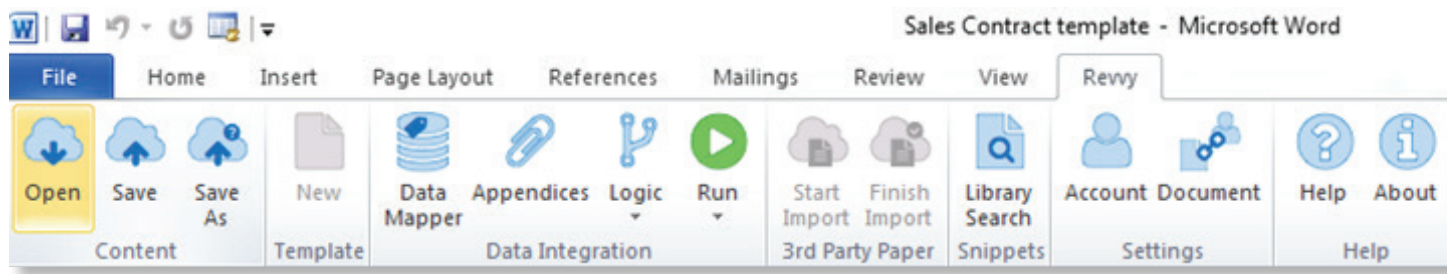 W Sales Contract template - Microsoft Word
File Home Insert Page Layout References Mailings Review View Revvy
Open Save Save As New Data Mapper Appendices Logic Run Start Import Finish Import Library Search Account Document Help About
Content Template Data Integration 3rd Party Paper Snippets Settings Help